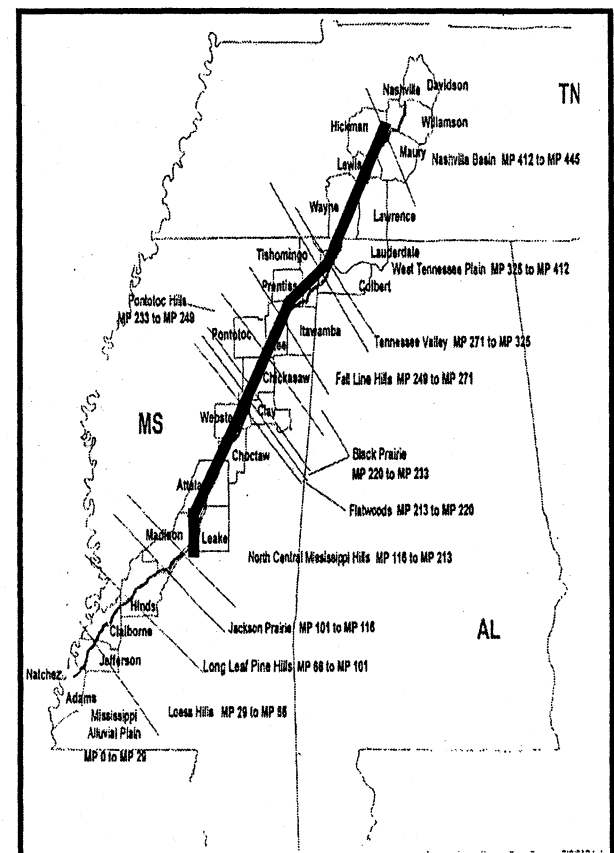 Nashville
Davidson
TN
Hickman
Williamson
Maury
Lewis
Nashville Basin MP 412 to MP 445
Wayne
Lawrence
Tishomingo
Lauderdale
West Tennessee Plain MP 325 to MP 412
Prentiss
Colbert
Pontotoc Hills
MP 233 to MP 249
Pontotoc
Itawamba
Tennessee Valley MP 271 to MP 325
Lee
Chickasaw
Fall Line Hills MP 249 to MP 271
MS
Webster
Clay
Choctaw
Black Prairie
MP 220 to MP 233
Attala
Flatwoods MP 213 to MP 220
Madison
Leake
North Central Mississippi Hills MP 116 to MP 213
Hinds
Jackson Prairie MP 101 to MP 116
AL
Claiborne
Jefferson
Long Leaf Pine Hills MP 66 to MP 101
Natchez
Adams
Loess Hills MP 29 to MP 66
Mississippi
Alluvial Plain
MP 0 to MP 29